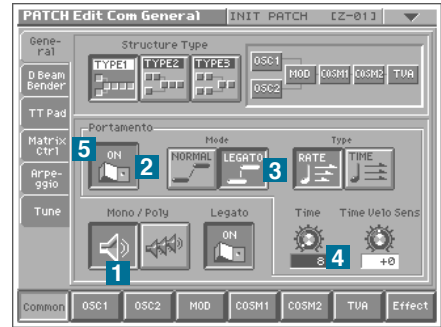 PATCH Edit Com General INIT PATCH [Z-01]
Gene-
ral
D Beam
Bender
TT Pad
Matrix
Ctrl
Arpe-
ggio
Tune
Structure Type
TYPE1 TYPE2 TYPE3
OSC1
OSC2
MOD COSM1 COSM2 TVA
Portamento
5
ON
2
Mode
NORMAL LEGATO
3
Type
RATE TIME
Mono / Poly
1
Legato
ON
Time
8
4
Time Velo Sens
+0
Common OSC1 OSC2 MOD COSM1 COSM2 TVA Effect